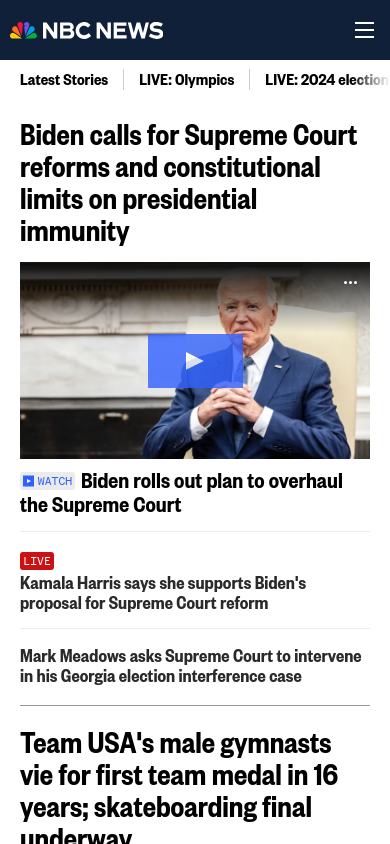 NBC NEWS
Latest Stories
LIVE: Olympics
LIVE: 2024 election
Biden calls for Supreme Court
reforms and constitutional
limits on presidential
immunity
WATCH Biden rolls out plan to overhaul
the Supreme Court
LIVE
Kamala Harris says she supports Biden's
proposal for Supreme Court reform
Mark Meadows asks Supreme Court to intervene
in his Georgia election interference case
Team USA's male gymnasts
vie for first team medal in 16
years; skateboarding final
underway